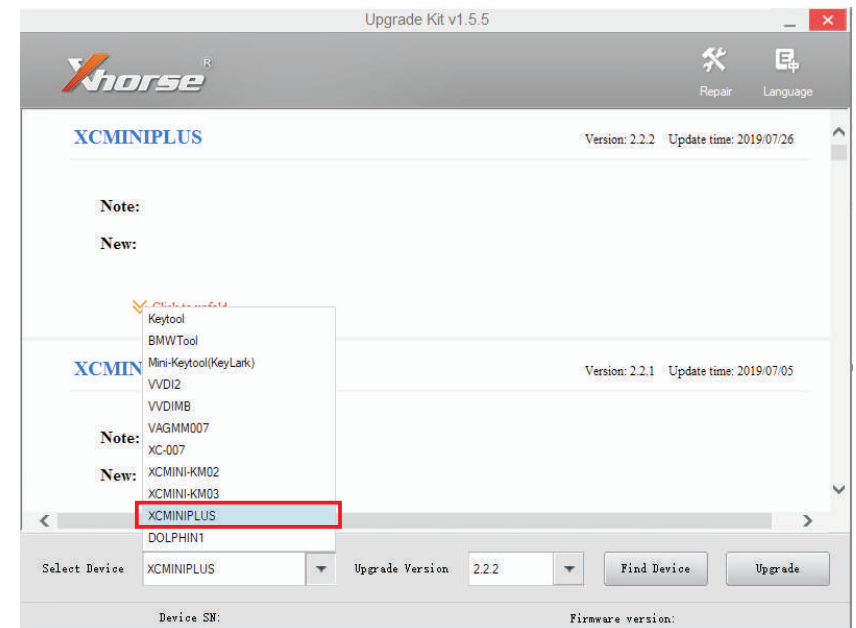 Upgrade Kit v1.5.5
Xhorse®
Repair
Language
XCMINIPLUS
Version: 2.2.2 Update time: 2019/07/26
Note:
New:
Click to unfold
Keytool
BMWTool
Mini-Keytool(KeyLark)
VVDI2
VVDIMB
VAGMM007
XC-007
XCMINI-KM02
XCMINI-KM03
XCMINIPLUS
DOLPHIN1
XCMIN
Version: 2.2.1 Update time: 2019/07/05
Note:
New:
Select Device XCMINIPLUS Upgrade Version 2.2.2 Find Device Upgrade
Device SN: Firmware version: